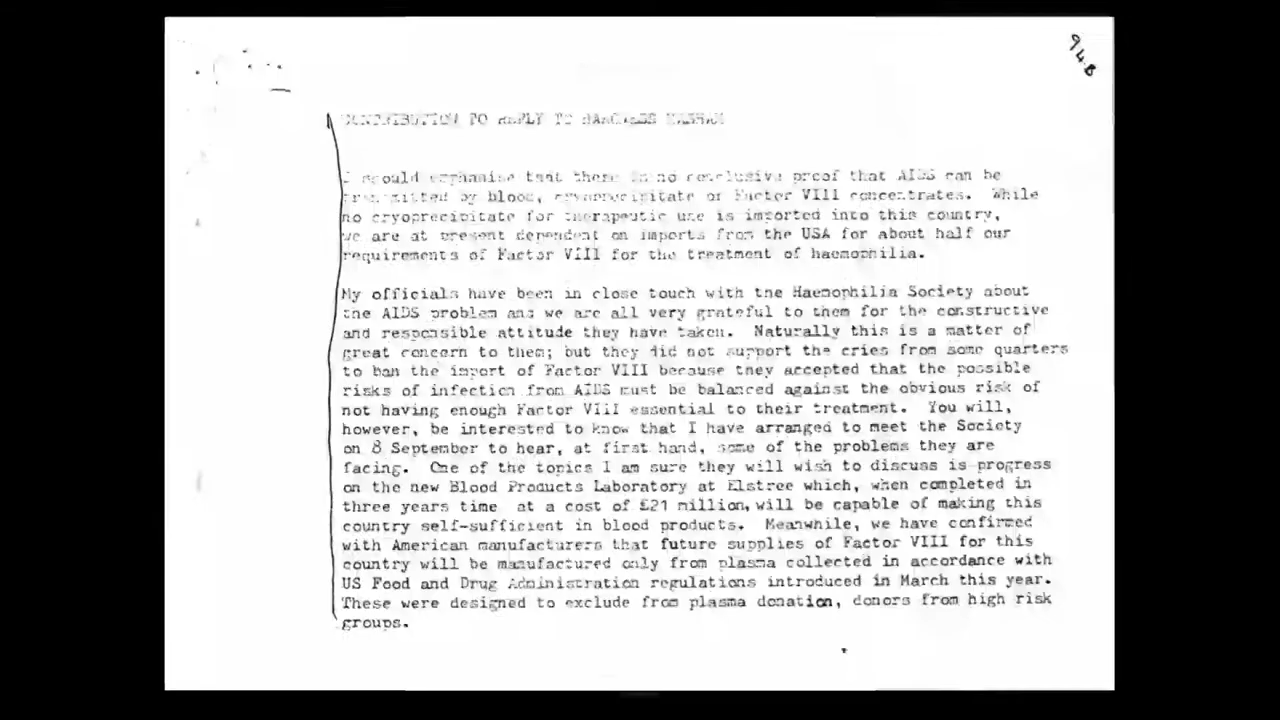 94.B
CONTRIBUTION TO REPLY TO BARONESS MASHAM
I should emphasise that there is no conclusive proof that AIDS can be
transmitted by blood, cryoprecipitate or Factor VIII concentrates. While
no cryoprecipitate for therapeutic use is imported into this country,
we are at present dependent on imports from the USA for about half our
requirements of Factor VIII for the treatment of haemophilia.
My officials have been in close touch with the Haemophilia Society about
the AIDS problem and we are all very grateful to them for the constructive
and responsible attitude they have taken. Naturally this is a matter of
great concern to them; but they did not support the cries from some quarters
to ban the import of Factor VIII because they accepted that the possible
risks of infection from AIDS must be balanced against the obvious risk of
not having enough Factor VIII essential to their treatment. You will,
however, be interested to know that I have arranged to meet the Society
on 8 September to hear, at first hand, some of the problems they are
facing. One of the topics I am sure they will wish to discuss is progress
on the new Blood Products Laboratory at Elstree which, when completed in
three years time at a cost of £21 million, will be capable of making this
country self-sufficient in blood products. Meanwhile, we have confirmed
with American manufacturers that future supplies of Factor VIII for this
country will be manufactured only from plasma collected in accordance with
US Food and Drug Administration regulations introduced in March this year.
These were designed to exclude from plasma donation, donors from high risk
groups.